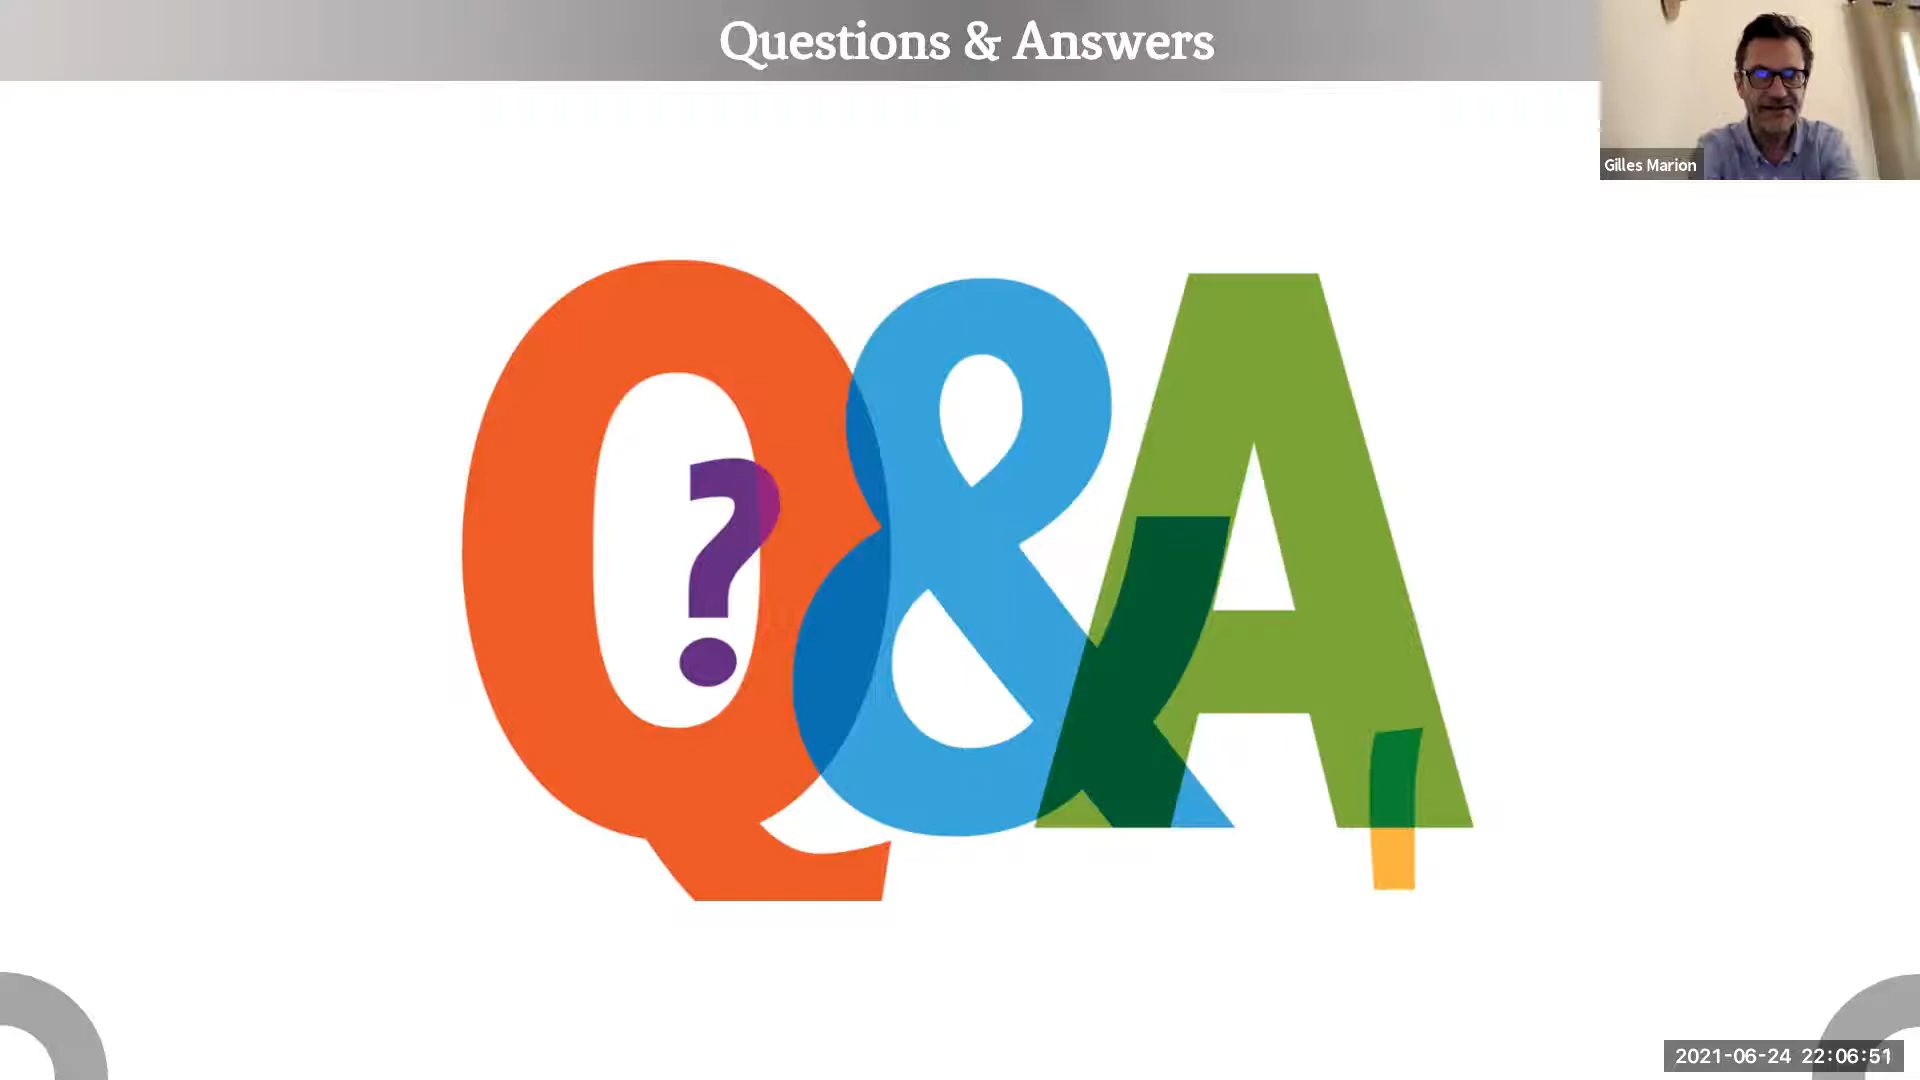 Questions & Answers
Gilles Marion
Q&A
?
2021-06-24 22:06:51